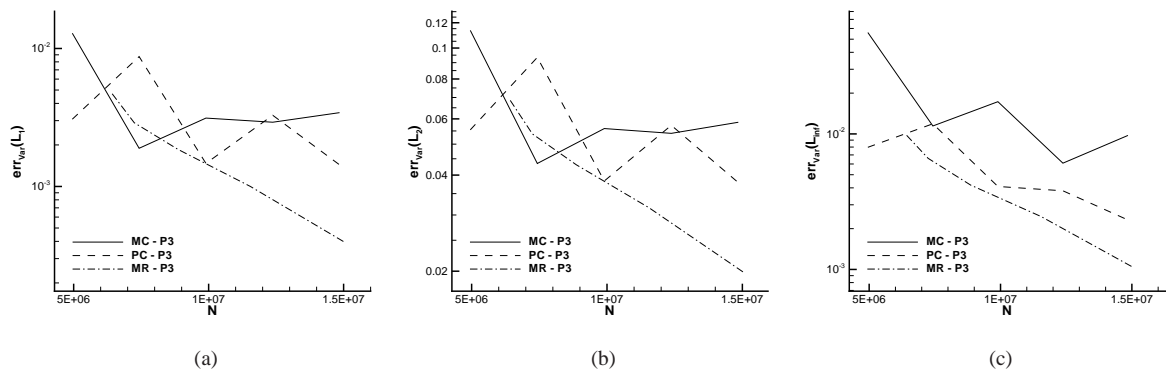 err_Var(L_1)
10^-2
10^-3
MC - P3
PC - P3
MR - P3
5E+06
1E+07
1.5E+07
N
(a)
err_Var(L_2)
0.12
0.1
0.08
0.06
0.04
0.02
MC - P3
PC - P3
MR - P3
5E+06
1E+07
1.5E+07
N
(b)
err_Var(L_inf)
10^-2
10^-3
MC - P3
PC - P3
MR - P3
5E+06
1E+07
1.5E+07
N
(c)